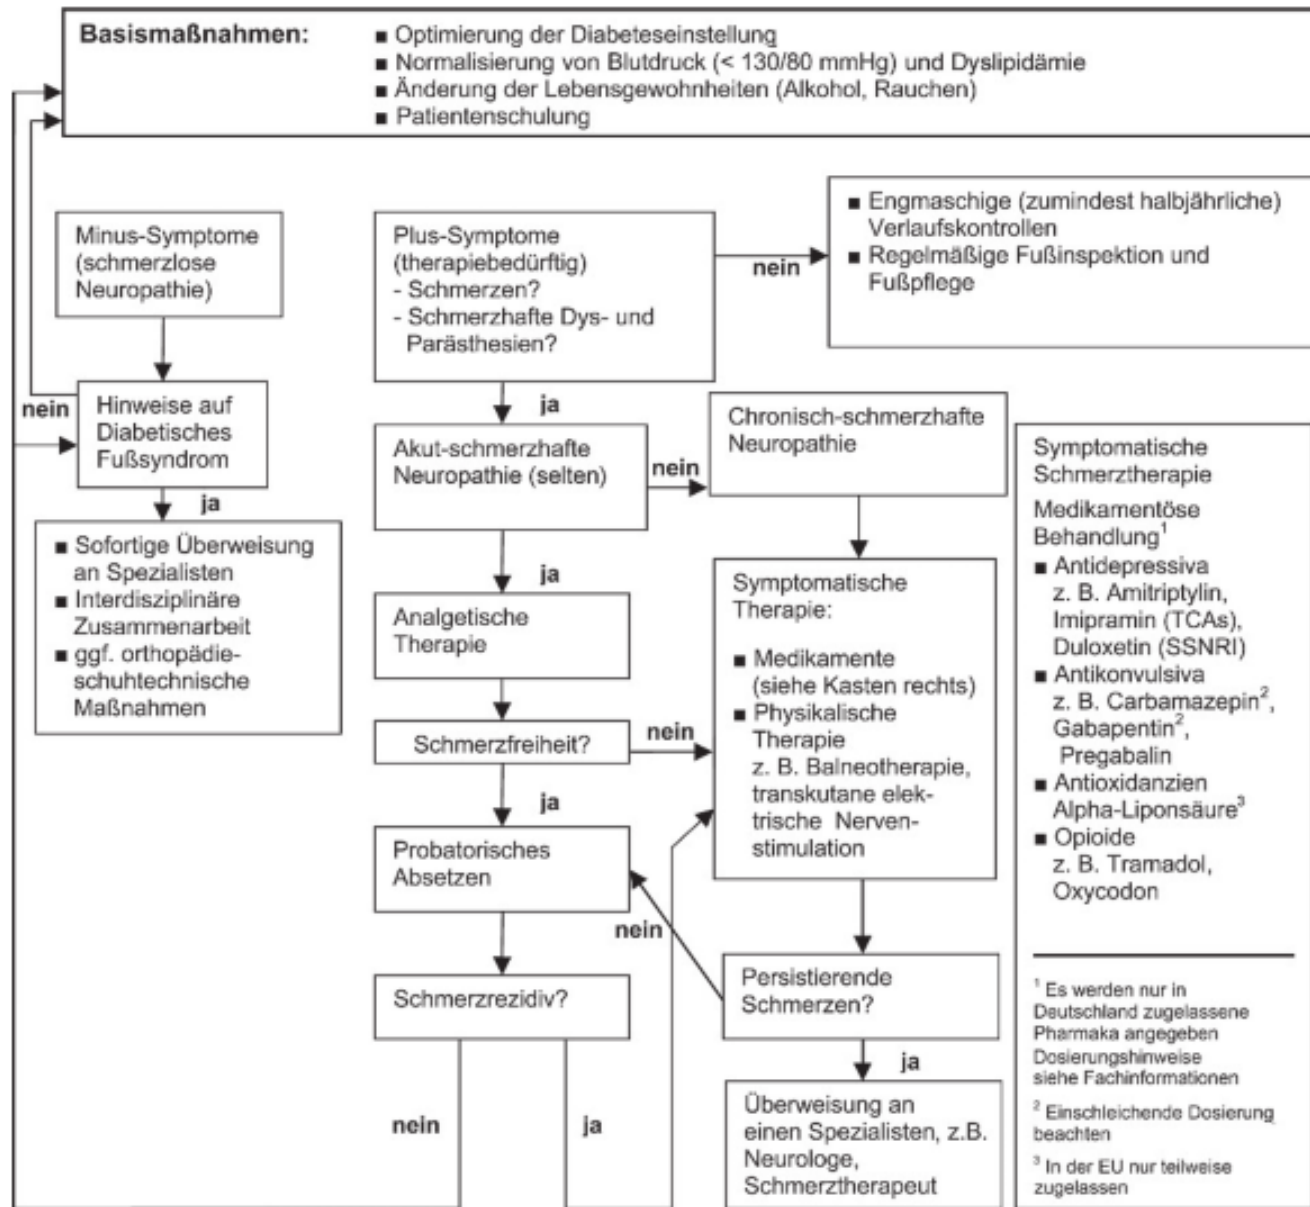 Basismaßnahmen:
■ Optimierung der Diabeteseinstellung
■ Normalisierung von Blutdruck (< 130/80 mmHg) und Dyslipidämie
■ Änderung der Lebensgewohnheiten (Alkohol, Rauchen)
■ Patientenschulung
Minus-Symptome
(schmerzlose
Neuropathie)
nein
Hinweise auf
Diabetisches
Fußsyndrom
ja
■ Sofortige Überweisung
an Spezialisten
■ Interdisziplinäre
Zusammenarbeit
■ ggf. orthopädie-
schuhtechnische
Maßnahmen
Plus-Symptome
(therapiebedürftig)
- Schmerzen?
- Schmerzhafte Dys- und
Parästhesien?
nein
■ Engmaschige (zumindest halbjährliche)
Verlaufskontrollen
■ Regelmäßige Fußinspektion und
Fußpflege
ja
Akut-schmerzhafte
Neuropathie (selten)
nein
Chronisch-schmerzhafte
Neuropathie
ja
Analgetische
Therapie
Schmerzfreiheit?
nein
ja
Probatorisches
Absetzen
Schmerzrezidiv?
nein
ja
Symptomatische
Therapie:
■ Medikamente
(siehe Kasten rechts)
■ Physikalische
Therapie
z. B. Balneotherapie,
transkutane elek-
trische Nerven-
stimulation
nein
Persistierende
Schmerzen?
ja
Überweisung an
einen Spezialisten, z.B.
Neurologe,
Schmerztherapeut
Symptomatische
Schmerztherapie
Medikamentöse
Behandlung¹
■ Antidepressiva
z. B. Amitriptylin,
Imipramin (TCAs),
Duloxetin (SSNRI)
■ Antikonvulsiva
z. B. Carbamazepin²,
Gabapentin²,
Pregabalin
■ Antioxidanzien
Alpha-Liponsäure³
■ Opioide
z. B. Tramadol,
Oxycodon
¹ Es werden nur in
Deutschland zugelassene
Pharmaka angegeben
Dosierungshinweise
siehe Fachinformationen
² Einschleichende Dosierung
beachten
³ In der EU nur teilweise
zugelassen